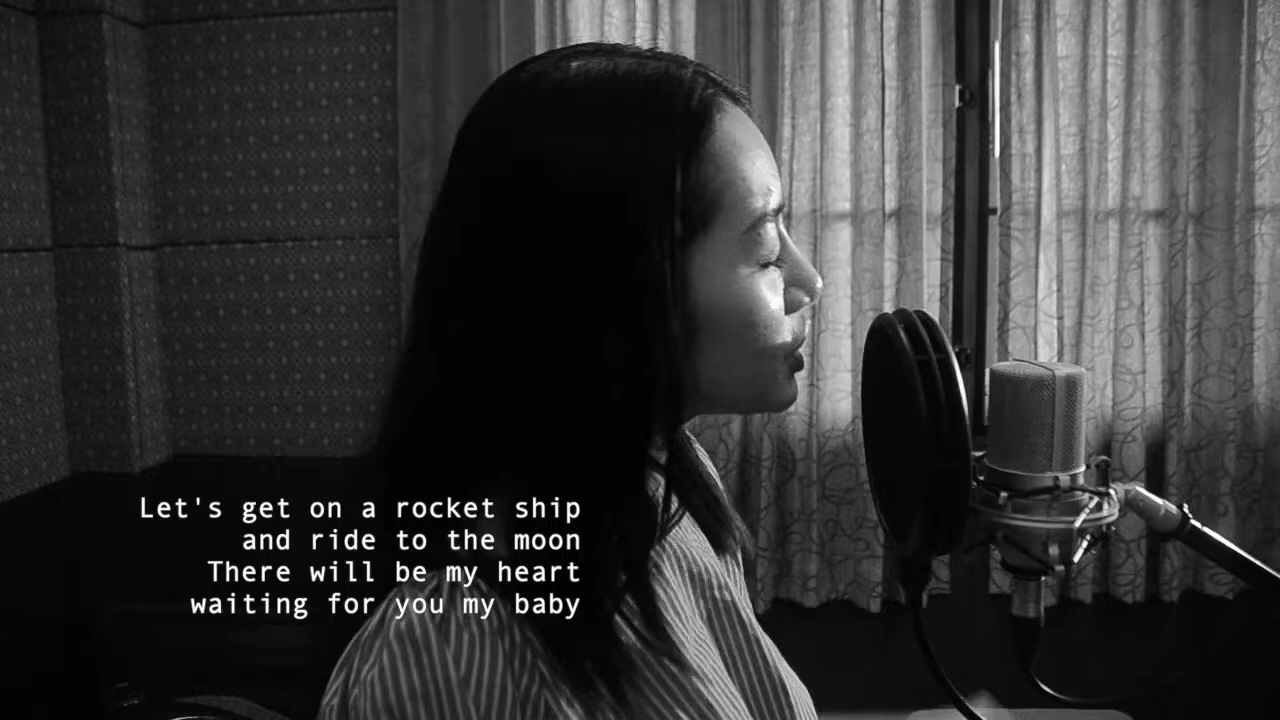 Let's get on a rocket ship
and ride to the moon
There will be my heart
waiting for you my baby